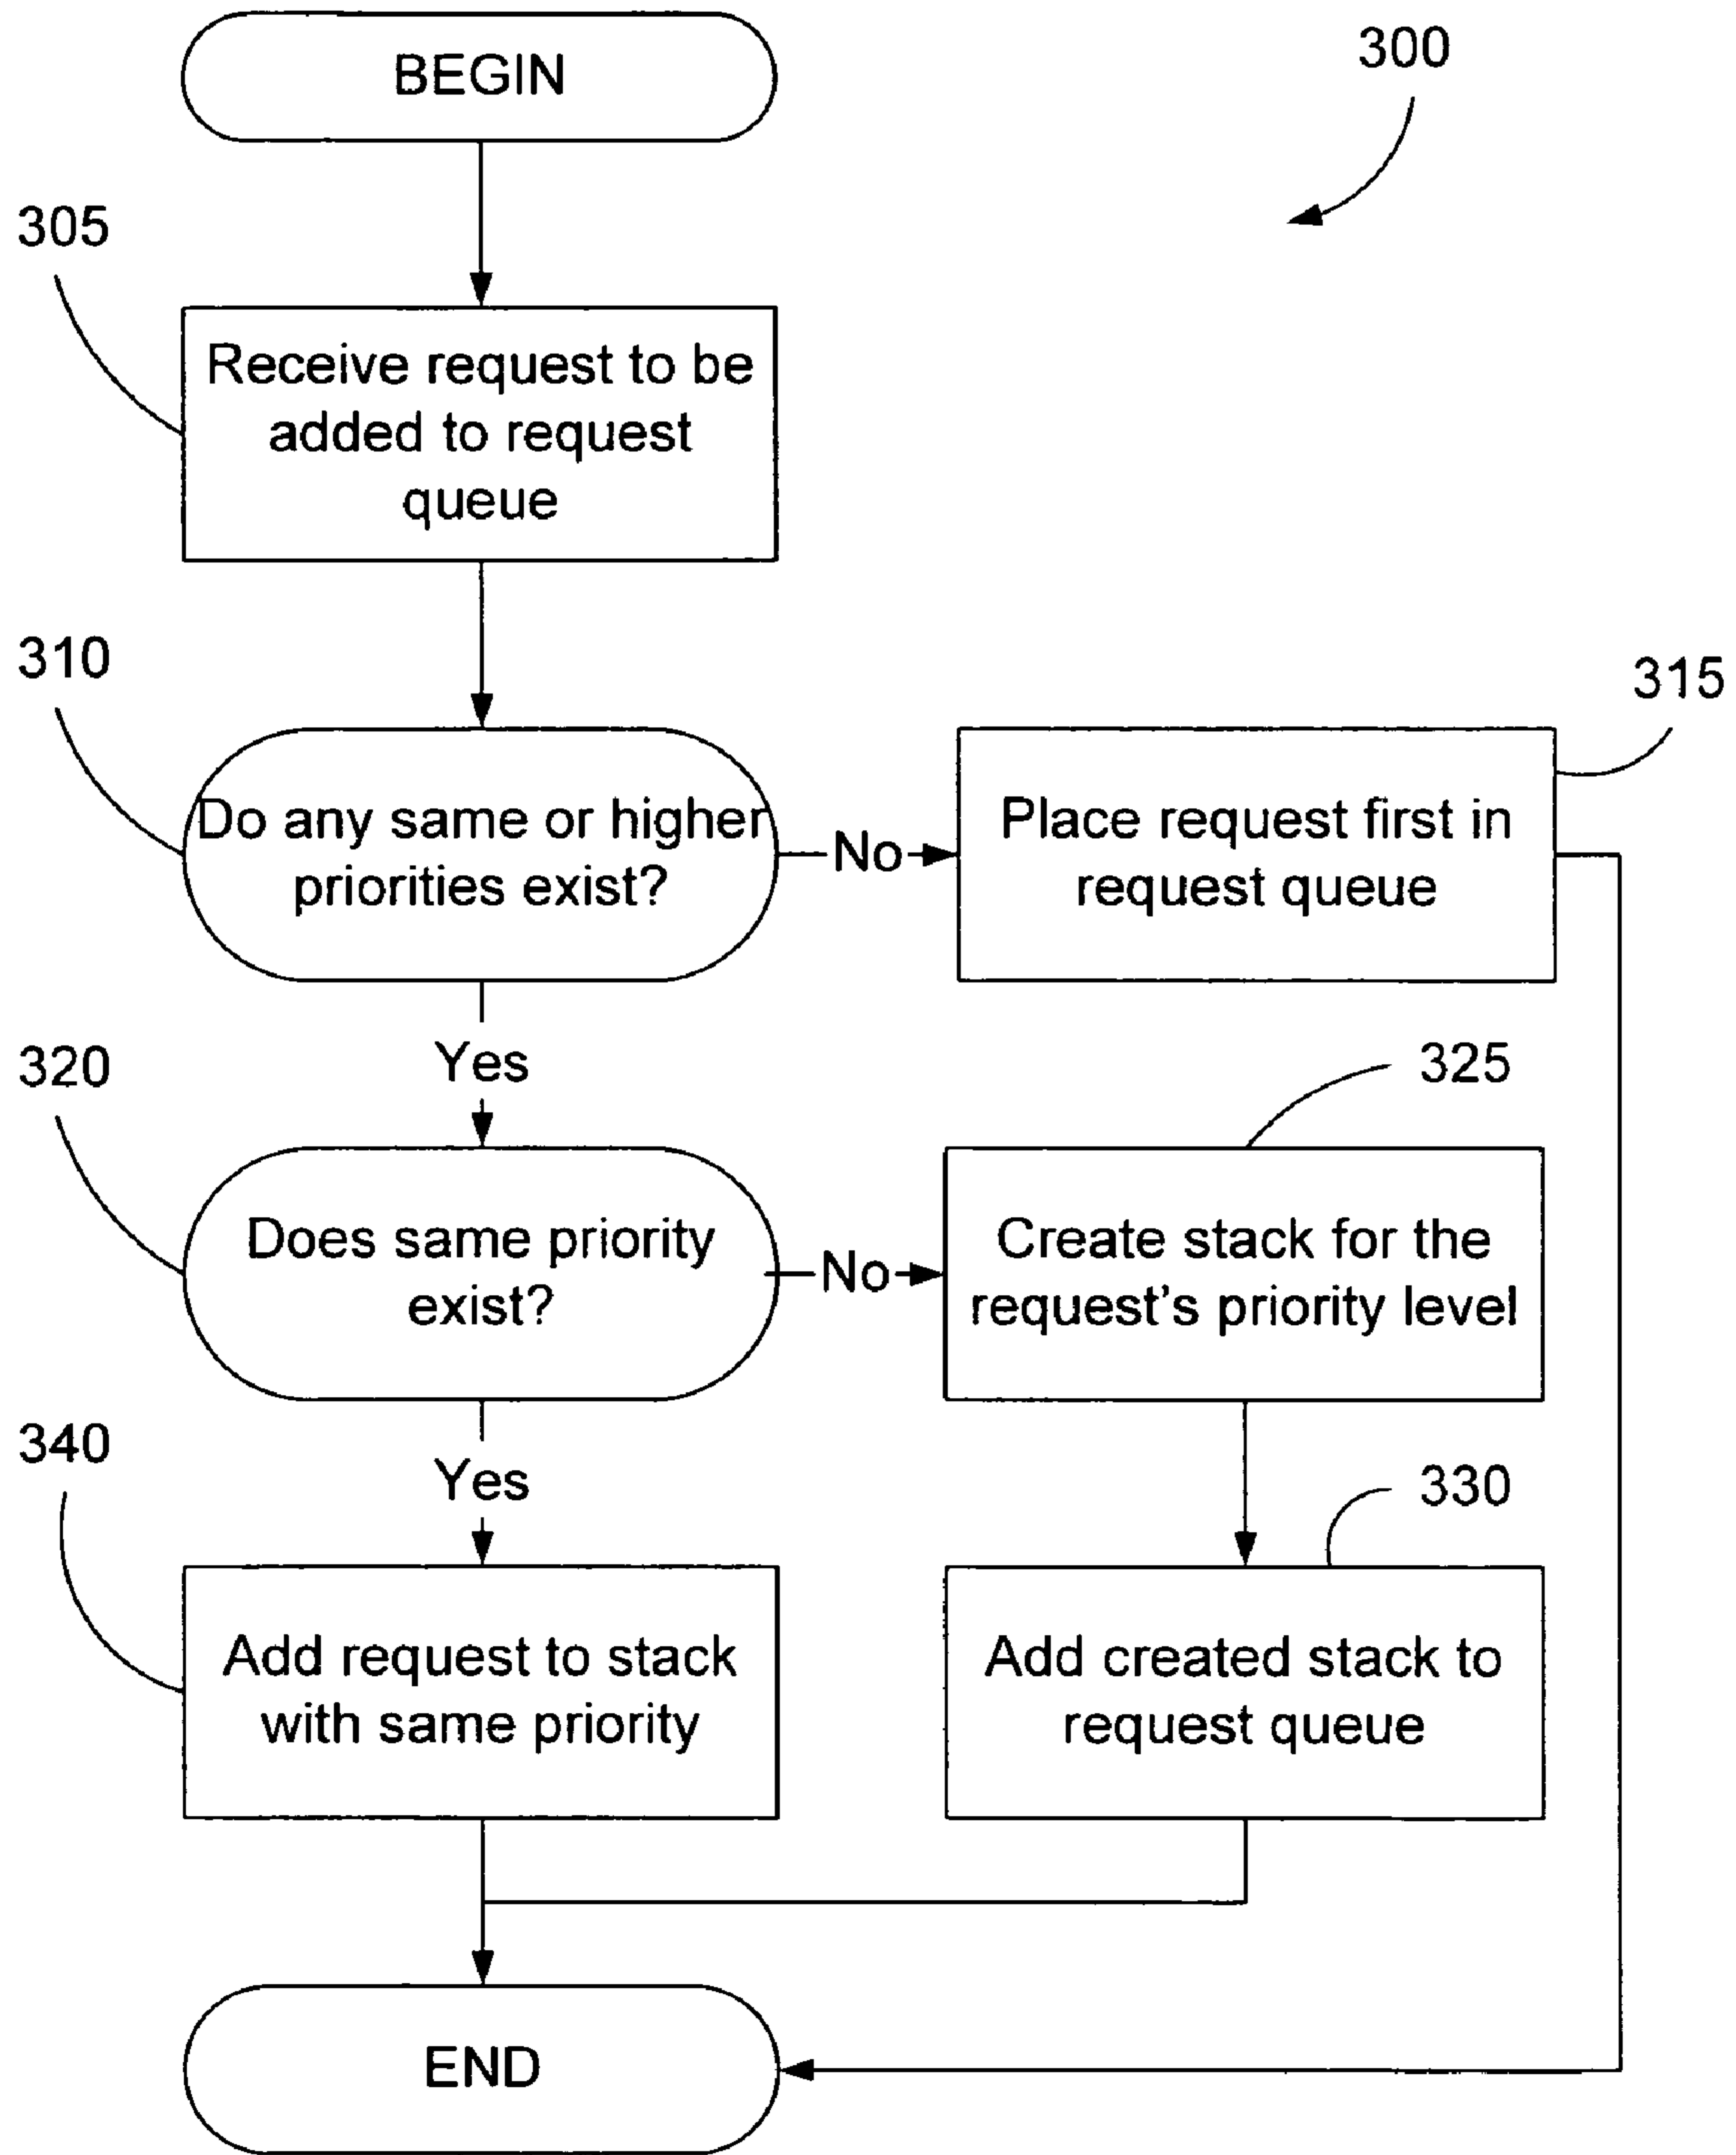 BEGIN
300
305
Receive request to be
added to request
queue
310
315
Do any same or higher
priorities exist?
No
Place request first in
request queue
Yes
320
325
Does same priority
exist?
No
Create stack for the
request's priority level
340
Yes
330
Add request to stack
with same priority
Add created stack to
request queue
END